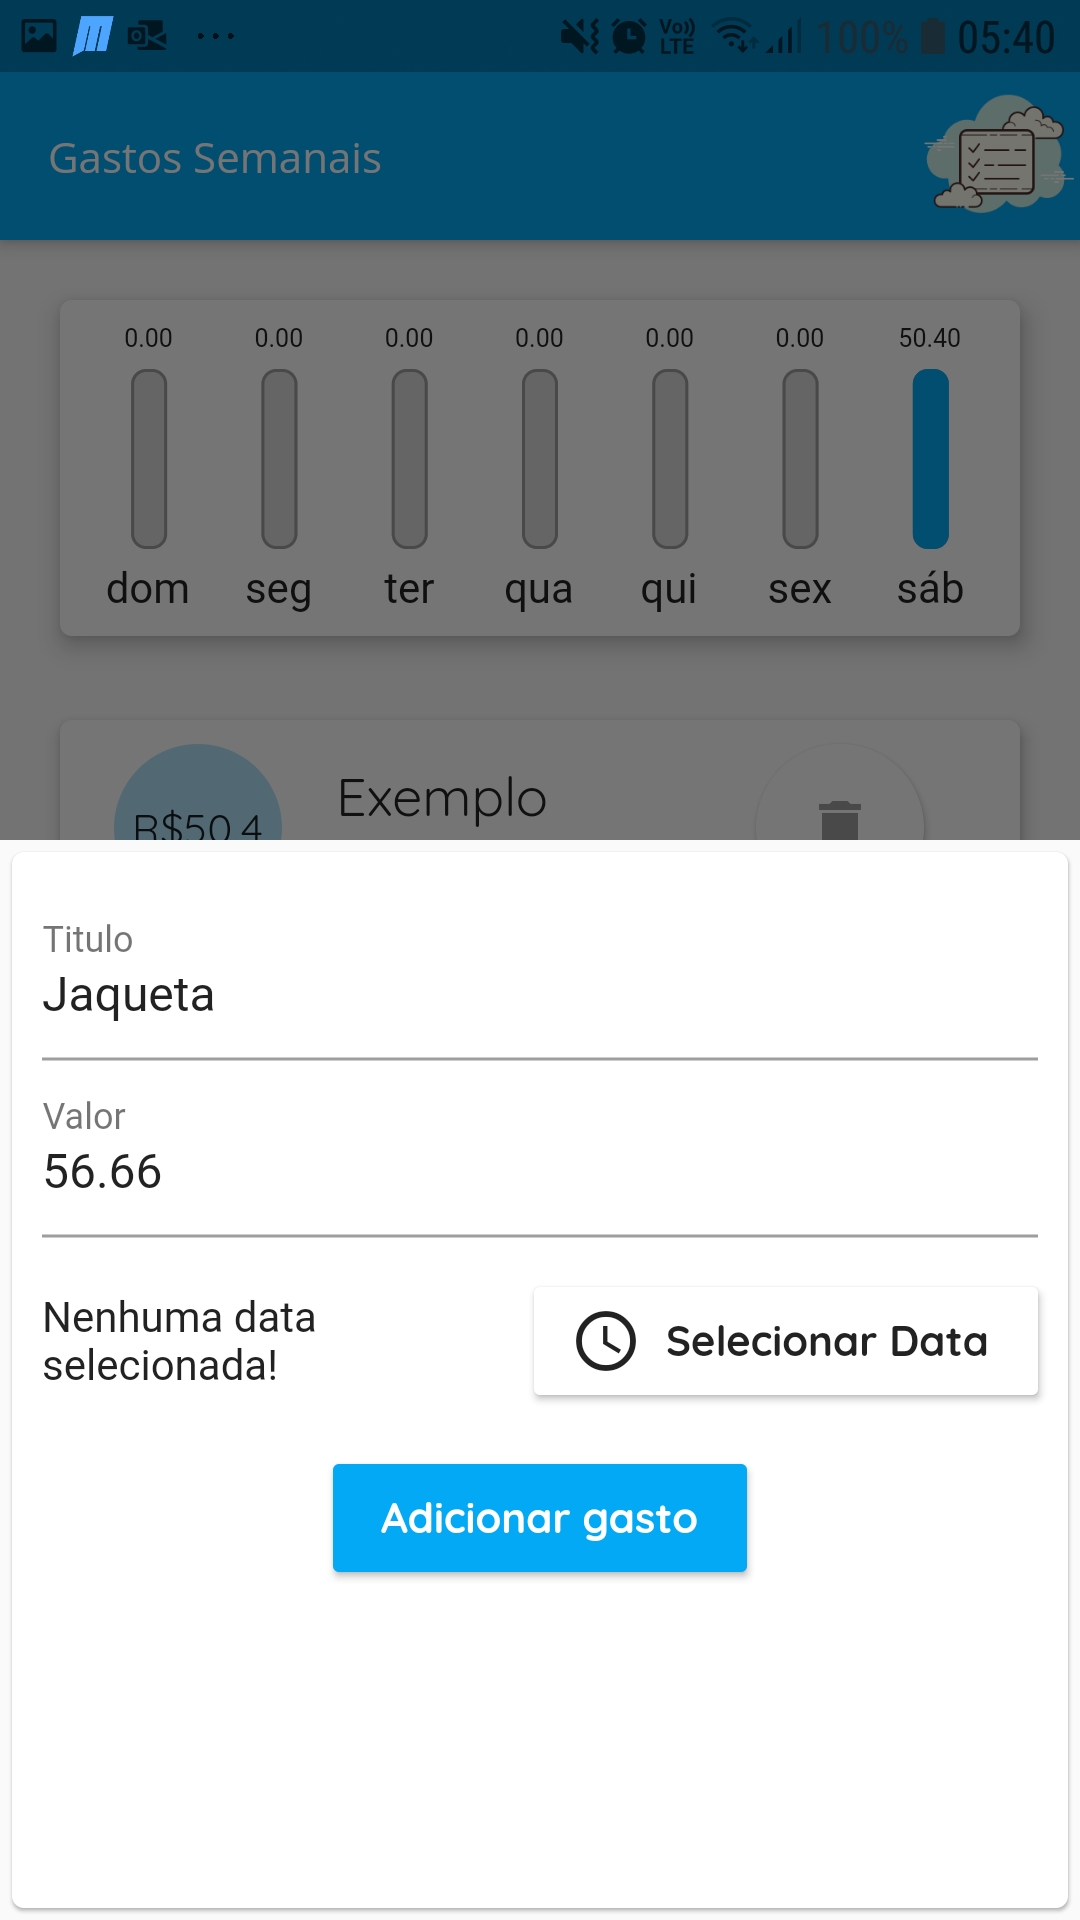 Vo)) LTE 100% 05:40
Gastos Semanais
0.00 0.00 0.00 0.00 0.00 0.00 50.40
dom seg ter qua qui sex sáb
Exemplo
R$50.4
Titulo
Jaqueta
Valor
56.66
Nenhuma data
selecionada!
Selecionar Data
Adicionar gasto